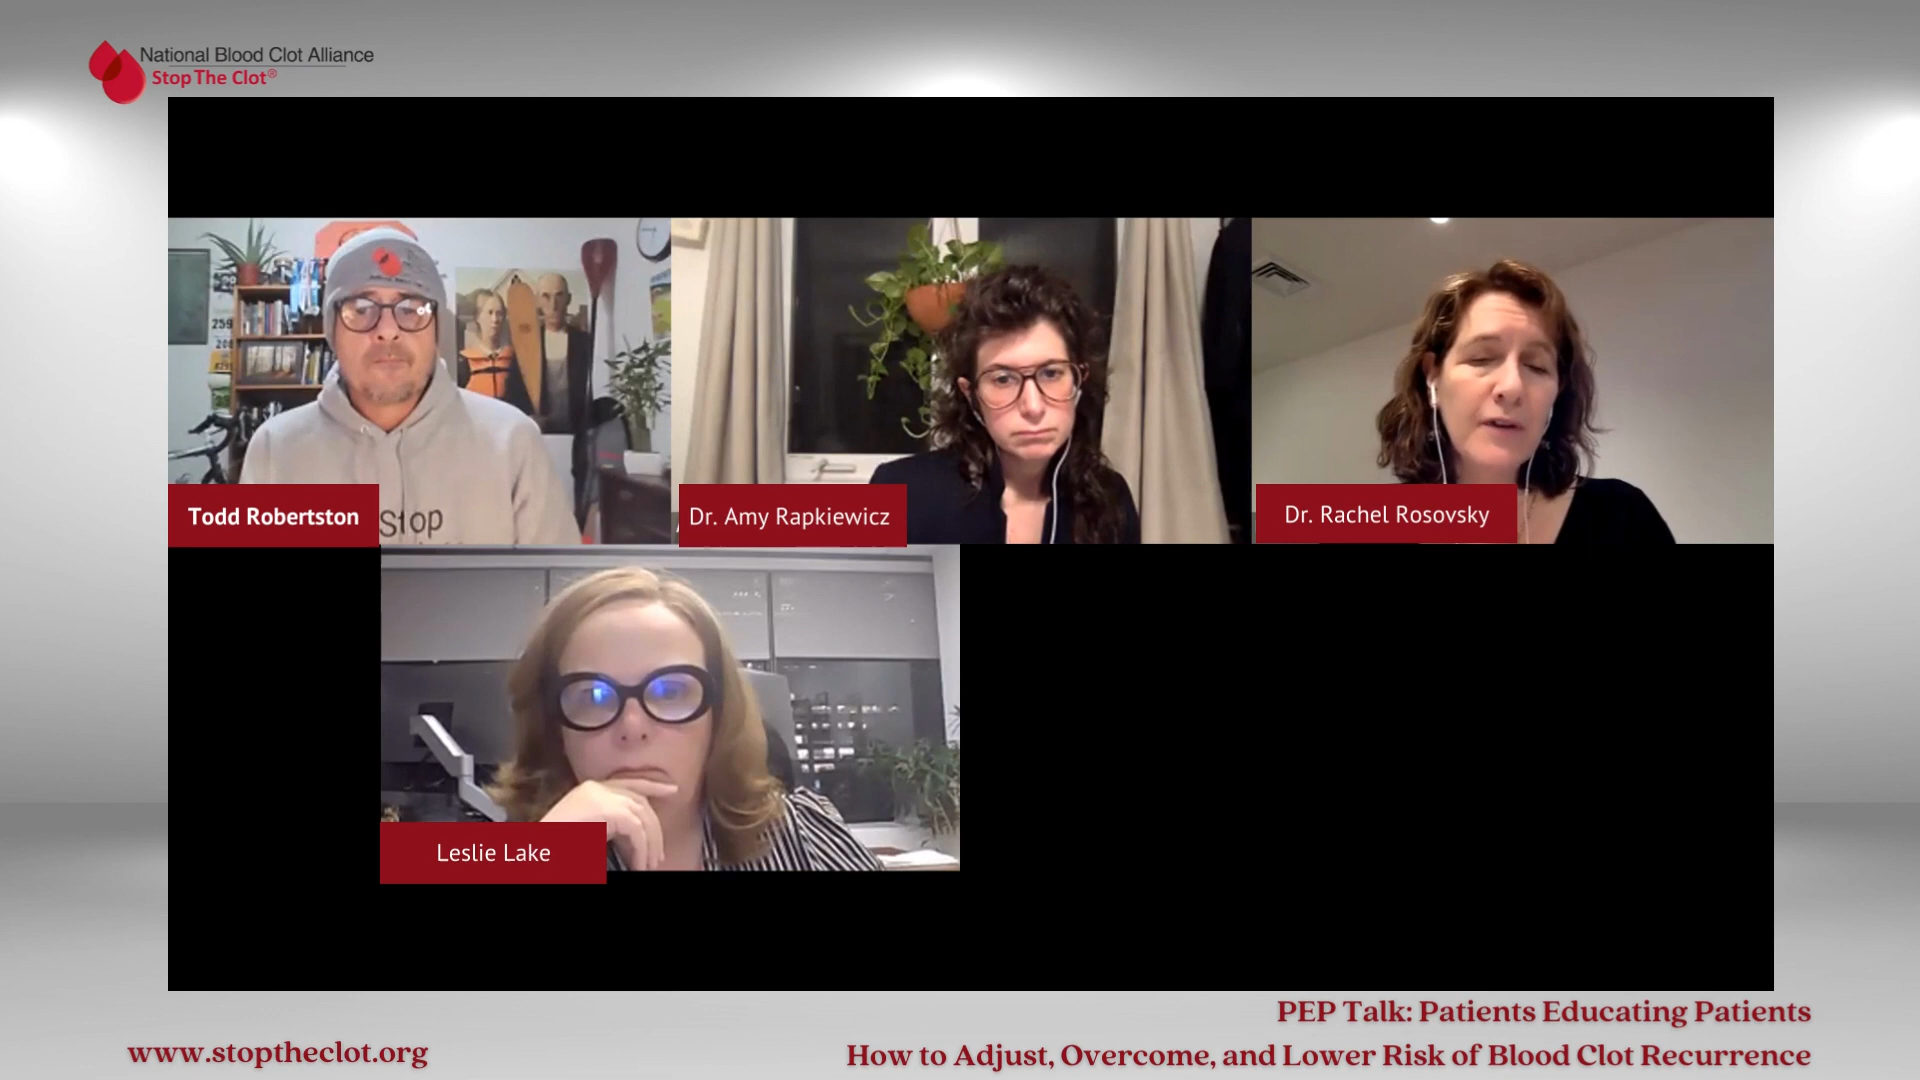 National Blood Clot Alliance
Stop The Clot®
259
Stop
Todd Robertston
Dr. Amy Rapkiewicz
Dr. Rachel Rosovsky
Leslie Lake
PEP Talk: Patients Educating Patients
www.stoptheclot.org
How to Adjust, Overcome, and Lower Risk of Blood Clot Recurrence